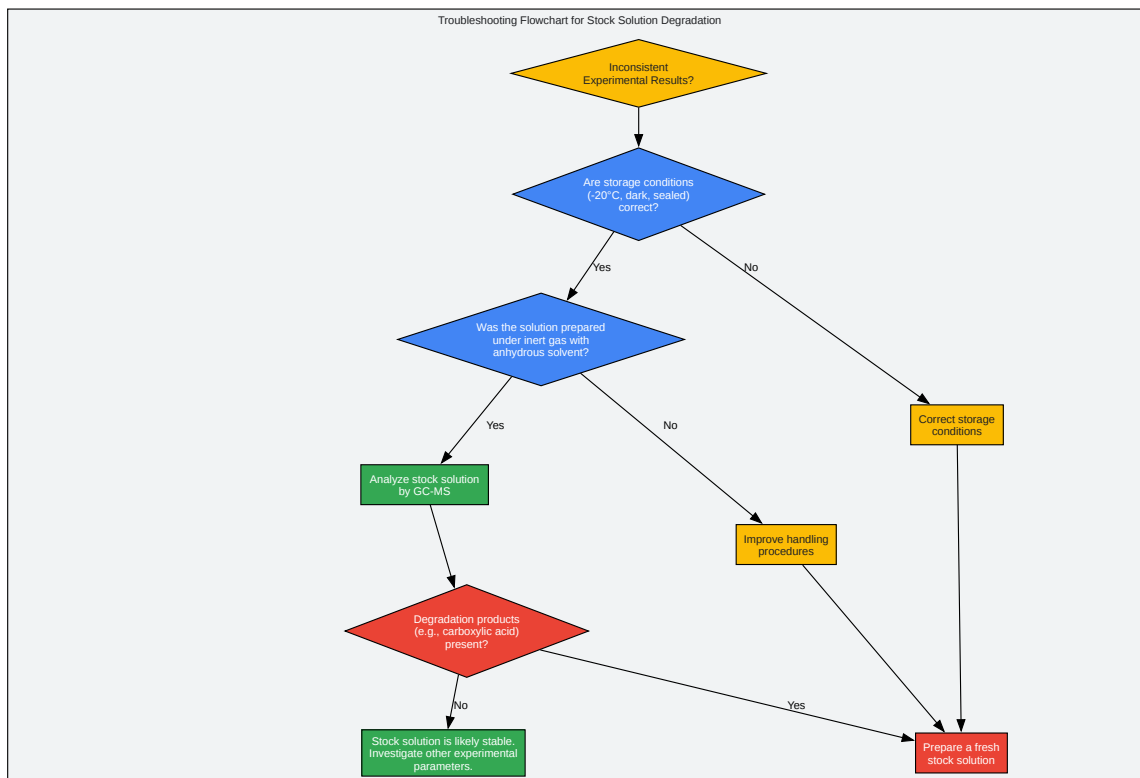 Troubleshooting Flowchart for Stock Solution Degradation
Inconsistent
Experimental Results?
Are storage conditions
(-20°C, dark, sealed)
correct?
Yes
No
Was the solution prepared
under inert gas with
anhydrous solvent?
Yes
No
Correct storage
conditions
Analyze stock solution
by GC-MS
Improve handling
procedures
Degradation products
(e.g., carboxylic acid)
present?
No
Yes
Stock solution is likely stable.
Investigate other experimental
parameters.
Prepare a fresh
stock solution